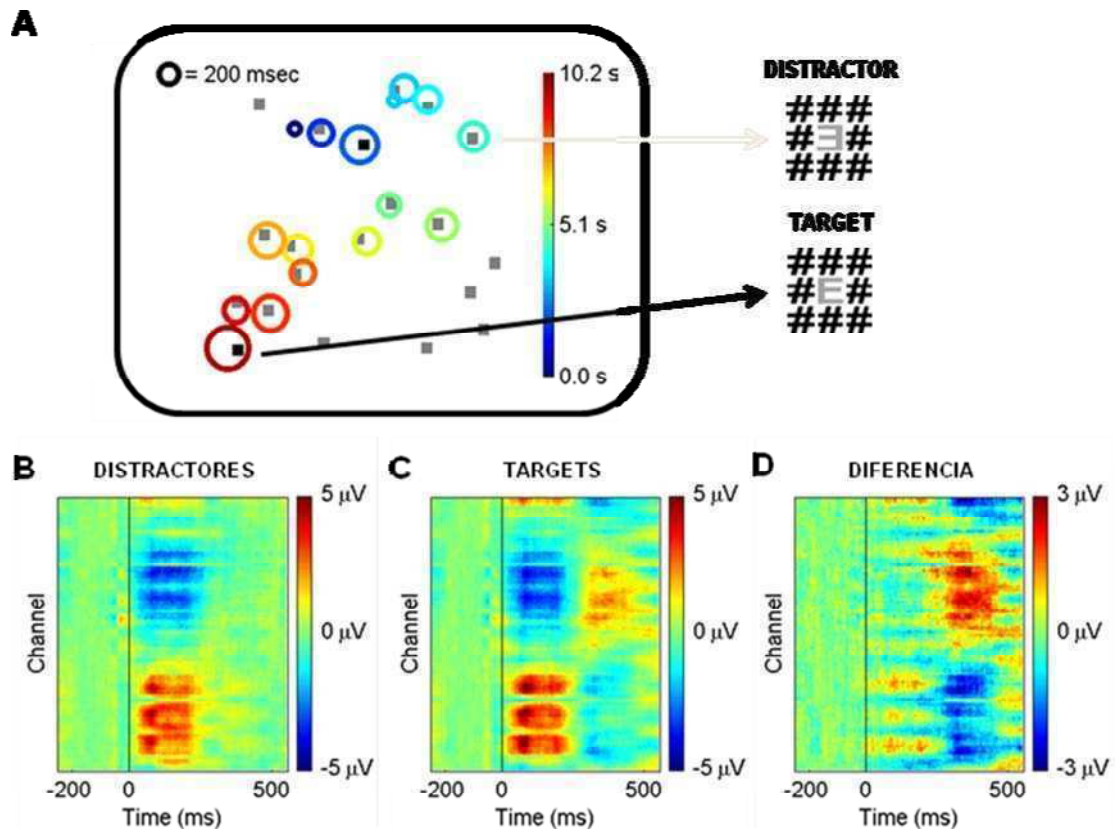 A
= 200 msec
10.2 s
5.1 s
0.0 s
DISTRACTOR
###
#Ǝ#
###
TARGET
###
#E#
###
B
DISTRACTORES
5 µV
0 µV
-5 µV
Channel
-200
0
500
Time (ms)
C
TARGETS
5 µV
0 µV
-5 µV
Channel
-200
0
500
Time (ms)
D
DIFERENCIA
3 µV
0 µV
-3 µV
Channel
-200
0
500
Time (ms)